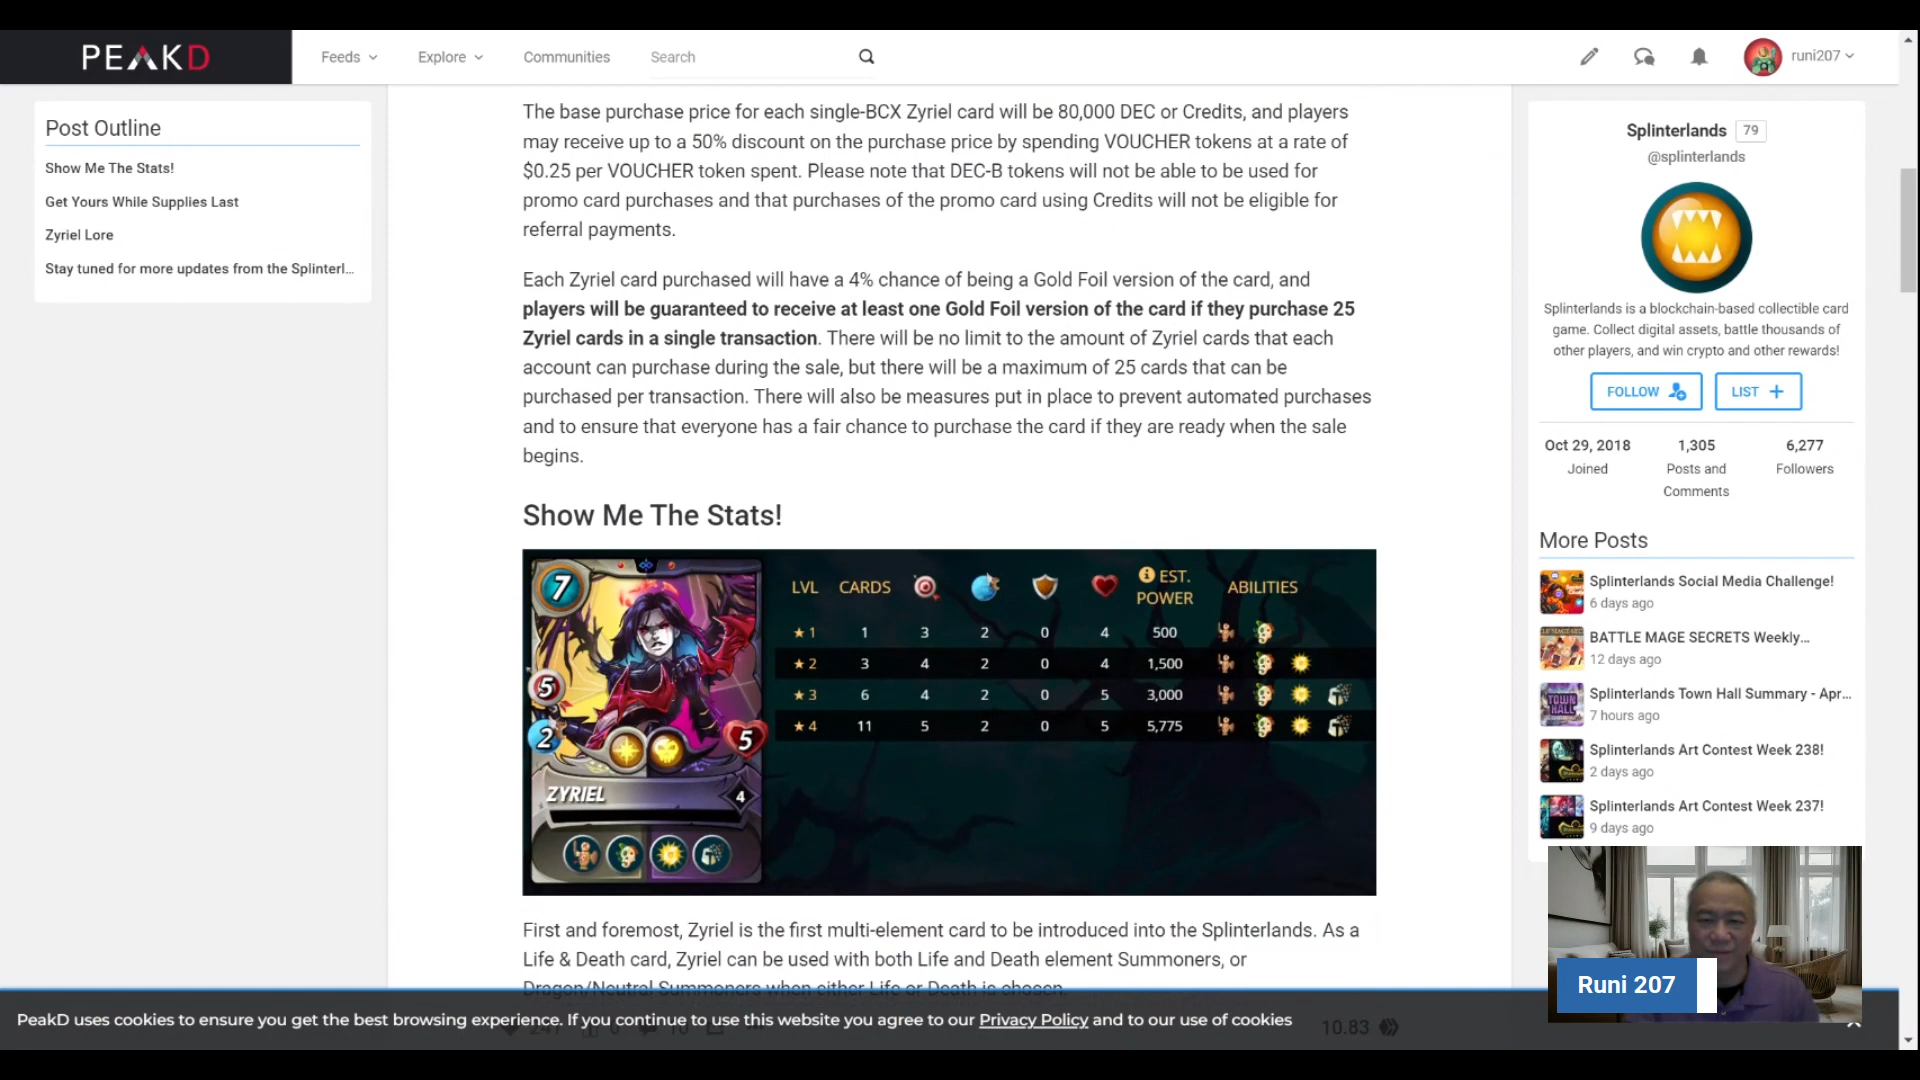 PEAKD
Feeds
Explore
Communities
Search
runi207
Post Outline
Show Me The Stats!
Get Yours While Supplies Last
Zyriel Lore
Stay tuned for more updates from the Splinterl...
The base purchase price for each single-BCX Zyriel card will be 80,000 DEC or Credits, and players
may receive up to a 50% discount on the purchase price by spending VOUCHER tokens at a rate of
$0.25 per VOUCHER token spent. Please note that DEC-B tokens will not be able to be used for
promo card purchases and that purchases of the promo card using Credits will not be eligible for
referral payments.
Each Zyriel card purchased will have a 4% chance of being a Gold Foil version of the card, and
players will be guaranteed to receive at least one Gold Foil version of the card if they purchase 25
Zyriel cards in a single transaction. There will be no limit to the amount of Zyriel cards that each
account can purchase during the sale, but there will be a maximum of 25 cards that can be
purchased per transaction. There will also be measures put in place to prevent automated purchases
and to ensure that everyone has a fair chance to purchase the card if they are ready when the sale
begins.
Show Me The Stats!
7
5
2
5
ZYRIEL
4
LVL CARDS EST. POWER ABILITIES
1 1 3 2 0 4 500
2 3 4 2 0 4 1,500
3 6 4 2 0 5 3,000
4 11 5 2 0 5 5,775
First and foremost, Zyriel is the first multi-element card to be introduced into the Splinterlands. As a
Life & Death card, Zyriel can be used with both Life and Death element Summoners, or
Dragon/Neutral Summoners when either Life or Death is chosen.
Splinterlands 79
@splinterlands
Splinterlands is a blockchain-based collectible card
game. Collect digital assets, battle thousands of
other players, and win crypto and other rewards!
FOLLOW
LIST
Oct 29, 2018 1,305 6,277
Joined Posts and Followers
Comments
More Posts
Splinterlands Social Media Challenge!
6 days ago
BATTLE MAGE SECRETS Weekly...
12 days ago
Splinterlands Town Hall Summary - Apr...
7 hours ago
Splinterlands Art Contest Week 238!
2 days ago
Splinterlands Art Contest Week 237!
9 days ago
Runi 207
PeakD uses cookies to ensure you get the best browsing experience. If you continue to use this website you agree to our Privacy Policy and to our use of cookies
10.83